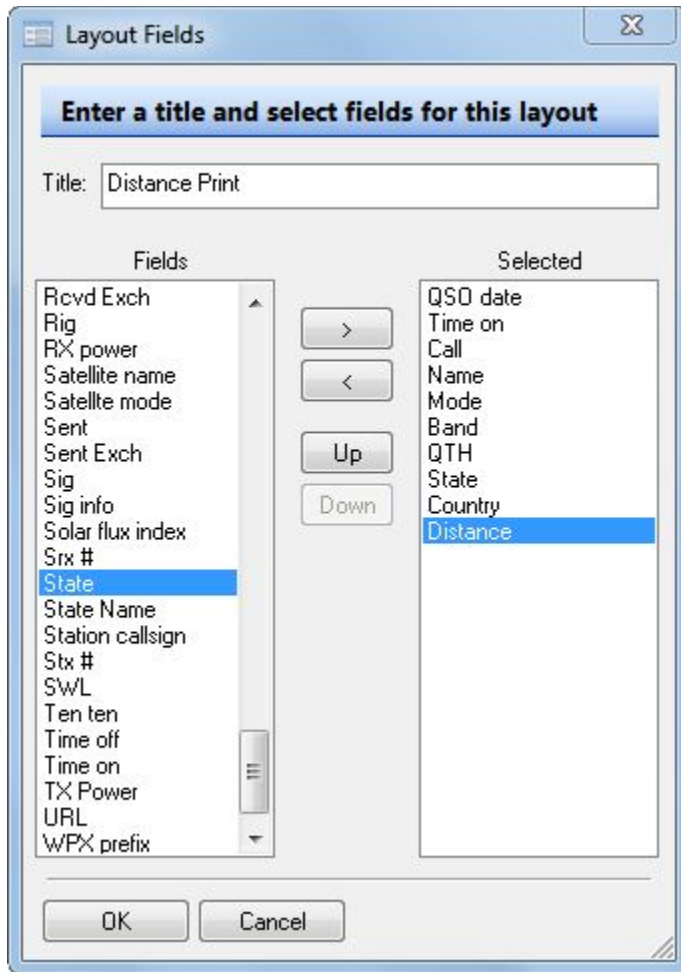 Layout Fields
Enter a title and select fields for this layout
Title: Distance Print
Fields
Rcvd Exch
Rig
RX power
Satellite name
Satellte mode
Sent
Sent Exch
Sig
Sig info
Solar flux index
Srx #
State
State Name
Station callsign
Stx #
SWL
Ten ten
Time off
Time on
TX Power
URL
WPX prefix
>
<
Up
Down
Selected
QSO date
Time on
Call
Name
Mode
Band
QTH
State
Country
Distance
OK
Cancel